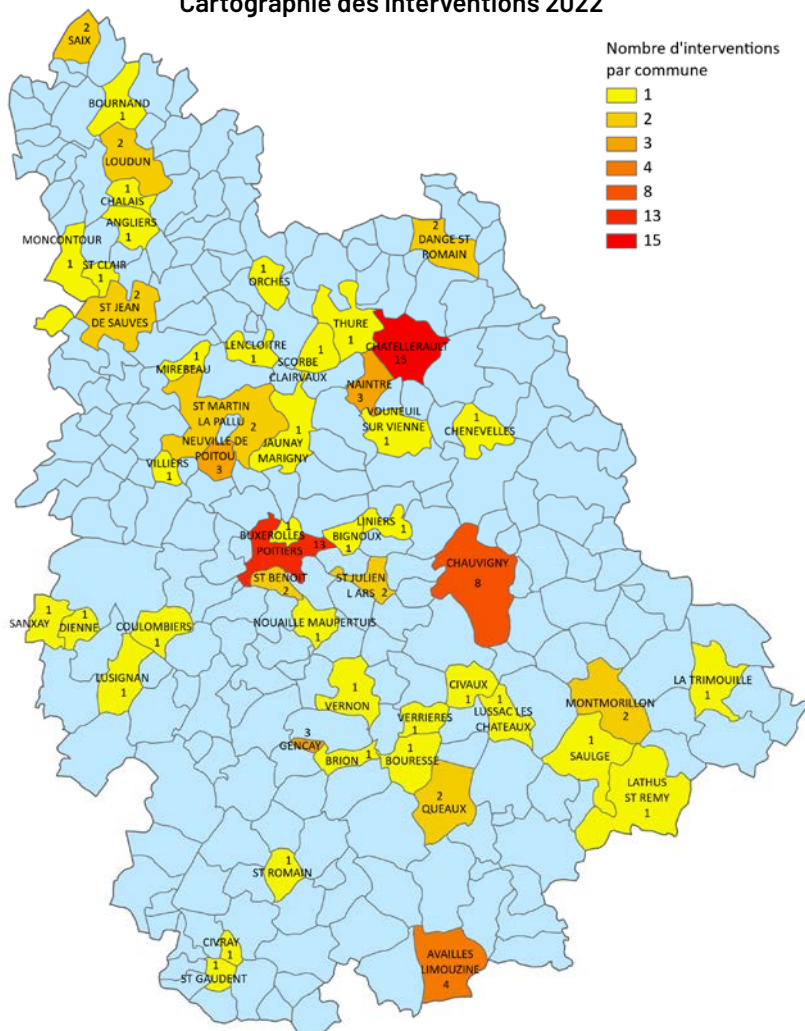 Cartographie des interventions 2022
Nombre d'interventions
par commune
1
2
3
4
8
13
15
2
SAIX
BOURNAND
1
2
LOUDUN
1
CHALAIS
ANGLIERS
1
MONCONTOUR
1
ST CLAIR
1
2
ST JEAN
DE SAUVES
2
DANGE ST
ROMAIN
1
ORCHES
THURE
1
CHATELLERAULT
15
LENCLOITRE
1
SCORBE
1
CLAIRVAUX
1
MIREBEAU
NAINTRE
3
VOUNEUIL
SUR VIENNE
1
1
CHENEVELLES
ST MARTIN
LA PALLU
2
NEUVILLE DE
POITOU
3
1
JAUNAY
MARIGNY
VILLIERS
1
1
BUXEROLLES
POITIERS
13
LINIERS
1
BIGNOUX
1
ST BENOIT
2
ST JULIEN
L ARS
2
CHAUVIGNY
8
1
SANXAY
1
DIENNE
COULOMBIERS
1
NOUAILLE MAUPERTUIS
1
LUSIGNAN
1
1
VERNON
CIVAUX
1
1
LUSSAC LES
CHATEAUX
MONTMORILLON
2
LA TRIMOUILLE
1
3
GENCAY
VERRIERES
1
BRION
1
1
BOURESSE
1
SAULGE
LATHUS
ST REMY
1
2
QUEAUX
1
ST ROMAIN
CIVRAY
1
1
ST GAUDENT
AVAILLES
LIMOUZINE
4